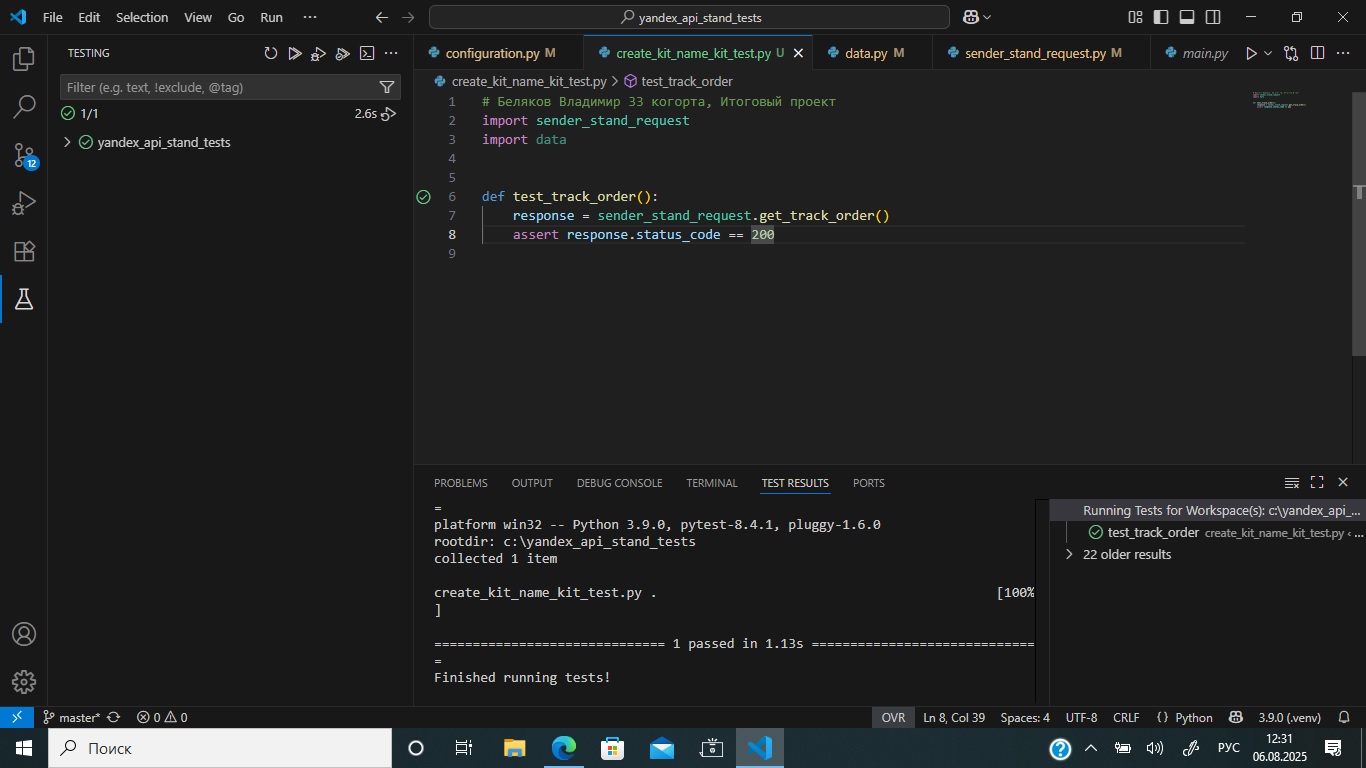 File Edit Selection View Go Run ···
yandex_api_stand_tests
TESTING
Filter (e.g. text, !exclude, @tag)
1/1 2.6s
yandex_api_stand_tests
12
configuration.py M create_kit_name_kit_test.py U data.py M sender_stand_request.py M main.py
create_kit_name_kit_test.py > test_track_order
1 # Беляков Владимир 33 когорта, Итоговый проект
2 import sender_stand_request
3 import data
4
5
6 def test_track_order():
7 response = sender_stand_request.get_track_order()
8 assert response.status_code == 200
9
PROBLEMS OUTPUT DEBUG CONSOLE TERMINAL TEST RESULTS PORTS
=
platform win32 -- Python 3.9.0, pytest-8.4.1, pluggy-1.6.0
rootdir: c:\yandex_api_stand_tests
collected 1 item
create_kit_name_kit_test.py . [100%
]
============================== 1 passed in 1.13s =============================
=
Finished running tests!
Running Tests for Workspace(s): c:\yandex_api_...
test_track_order create_kit_name_kit_test.py ‹ ...
22 older results
master* 0 0 OVR Ln 8, Col 39 Spaces: 4 UTF-8 CRLF {} Python 3.9.0 (.venv)
Поиск
РУС
12:31
06.08.2025